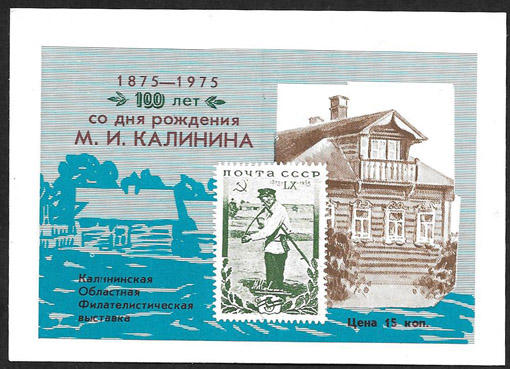 1875—1975
100 лет
со дня рождения
М. И. КАЛИНИНА
ПОЧТА СССР
LX
Калининская
Областная
Филателистическая
выставка
Цена 15 коп.